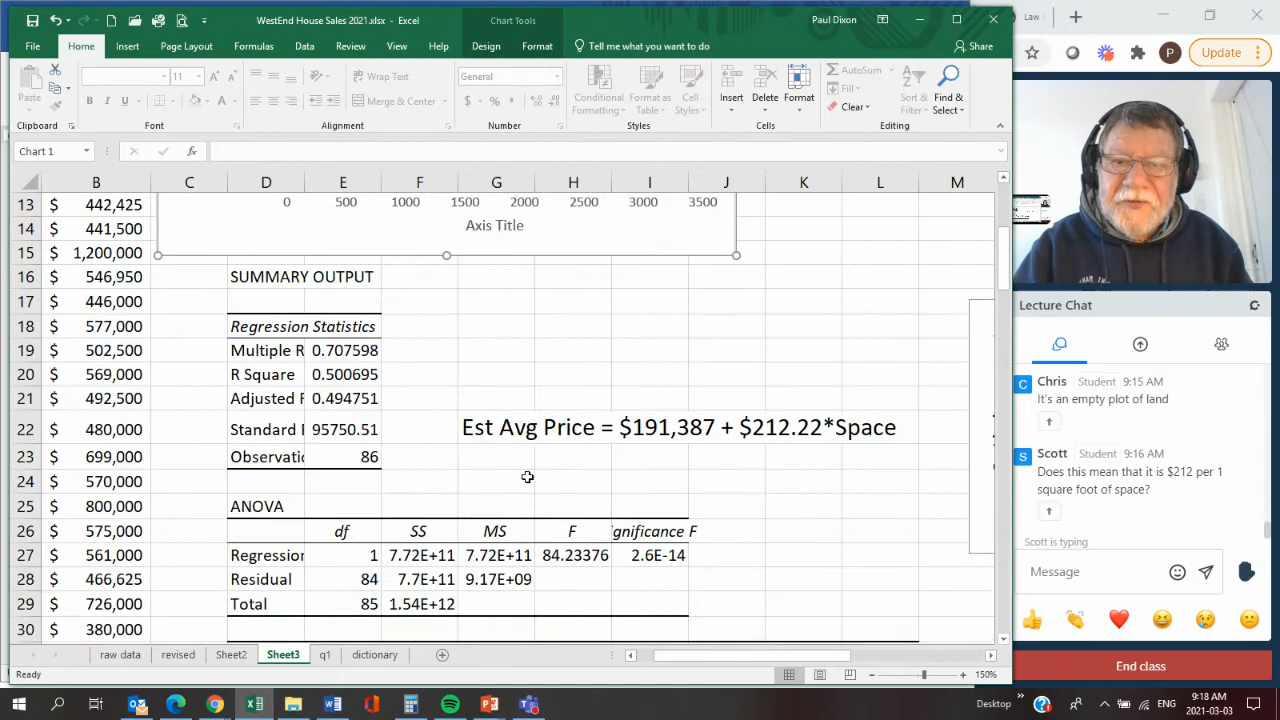 WestEnd House Sales 2021.xlsx - Excel
Chart Tools
Paul Dixon
Law
File Home Insert Page Layout Formulas Data Review View Help Design Format Tell me what you want to do Share
P Update
Paste
11
Wrap Text
General
Conditional Formatting
Format as Table
Cell Styles
Insert Delete Format
AutoSum
Fill
Clear
Sort & Filter
Find & Select
B I U
Merge & Center
$ % ,
Clipboard Font Alignment Number Styles Cells Editing
Chart 1
fx
B C D E F G H I J K L M
13 $ 442,425 0 500 1000 1500 2000 2500 3000 3500
14 $ 441,500 Axis Title
15 $ 1,200,000
16 $ 546,950 SUMMARY OUTPUT
17 $ 446,000
18 $ 577,000 Regression Statistics
19 $ 502,500 Multiple R 0.707598
20 $ 569,000 R Square 0.500695
21 $ 492,500 Adjusted 0.494751
22 $ 480,000 Standard 95750.51 Est Avg Price = $191,387 + $212.22*Space
23 $ 699,000 Observatio 86
24 $ 570,000
25 $ 800,000 ANOVA
26 $ 575,000 df SS MS F ignificance F
27 $ 561,000 Regression 1 7.72E+11 7.72E+11 84.23376 2.6E-14
28 $ 466,625 Residual 84 7.7E+11 9.17E+09
29 $ 726,000 Total 85 1.54E+12
30 $ 380,000
raw data revised Sheet2 Sheet3 q1 dictionary
Ready
150%
Lecture Chat
C Chris Student 9:15 AM
It's an empty plot of land
S Scott Student 9:16 AM
Does this mean that it is $212 per 1
square foot of space?
Scott is typing
Message
End class
Desktop
ENG
9:18 AM
2021-03-03